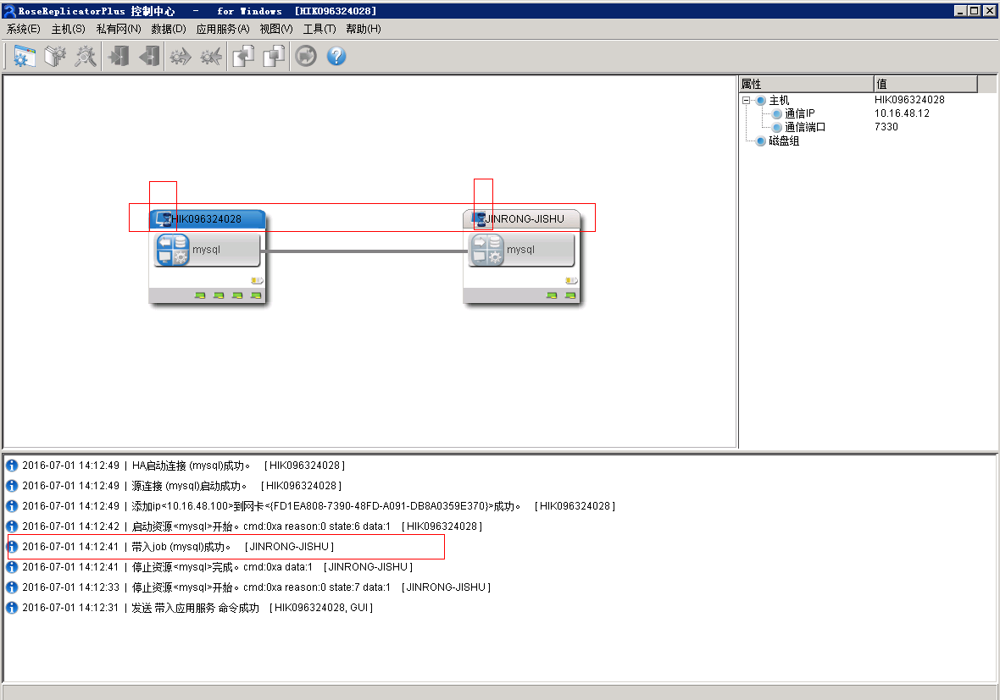 RoseReplicatorPlus 控制中心 - for Windows [HIK096324028]
系统(E) 主机(S) 私有网(N) 数据(D) 应用服务(A) 视图(V) 工具(T) 帮助(H)
属性 值
主机 HIK096324028
通信IP 10.16.48.12
通信端口 7330
磁盘组
HIK096324028
mysql
JINRONG-JISHU
mysql
2016-07-01 14:12:49 | HA启动连接 (mysql)成功。 [HIK096324028]
2016-07-01 14:12:49 | 源连接 (mysql)启动成功。 [HIK096324028]
2016-07-01 14:12:49 | 添加ip<10.16.48.100>到网卡<{FD1EA808-7390-48FD-A091-DB8A0359E370}>成功。 [HIK096324028]
2016-07-01 14:12:42 | 启动资源<mysql>开始。cmd:0xa reason:0 state:6 data:1 [HIK096324028]
2016-07-01 14:12:41 | 带入job (mysql)成功。 [JINRONG-JISHU]
2016-07-01 14:12:41 | 停止资源<mysql>完成。cmd:0xa data:1 [JINRONG-JISHU]
2016-07-01 14:12:33 | 停止资源<mysql>开始。cmd:0xa reason:0 state:7 data:1 [JINRONG-JISHU]
2016-07-01 14:12:31 | 发送 带入应用服务 命令成功 [HIK096324028, GUI]